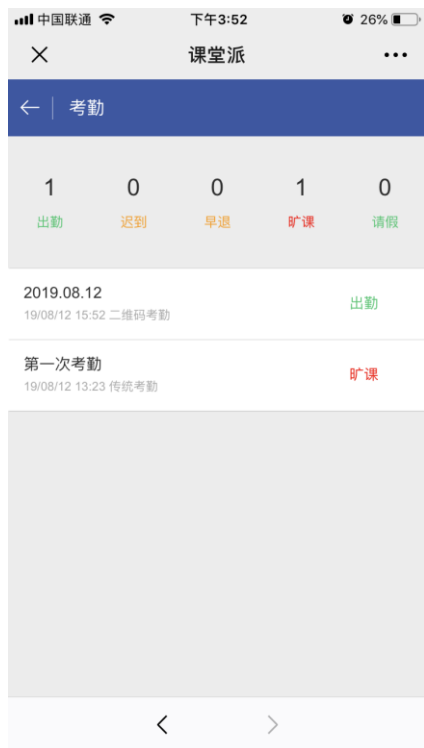 中国联通 下午3:52 26%
课堂派
考勤
1 0 0 1 0
出勤 迟到 早退 旷课 请假
2019.08.12
出勤
19/08/12 15:52 二维码考勤
第一次考勤
旷课
19/08/12 13:23 传统考勤